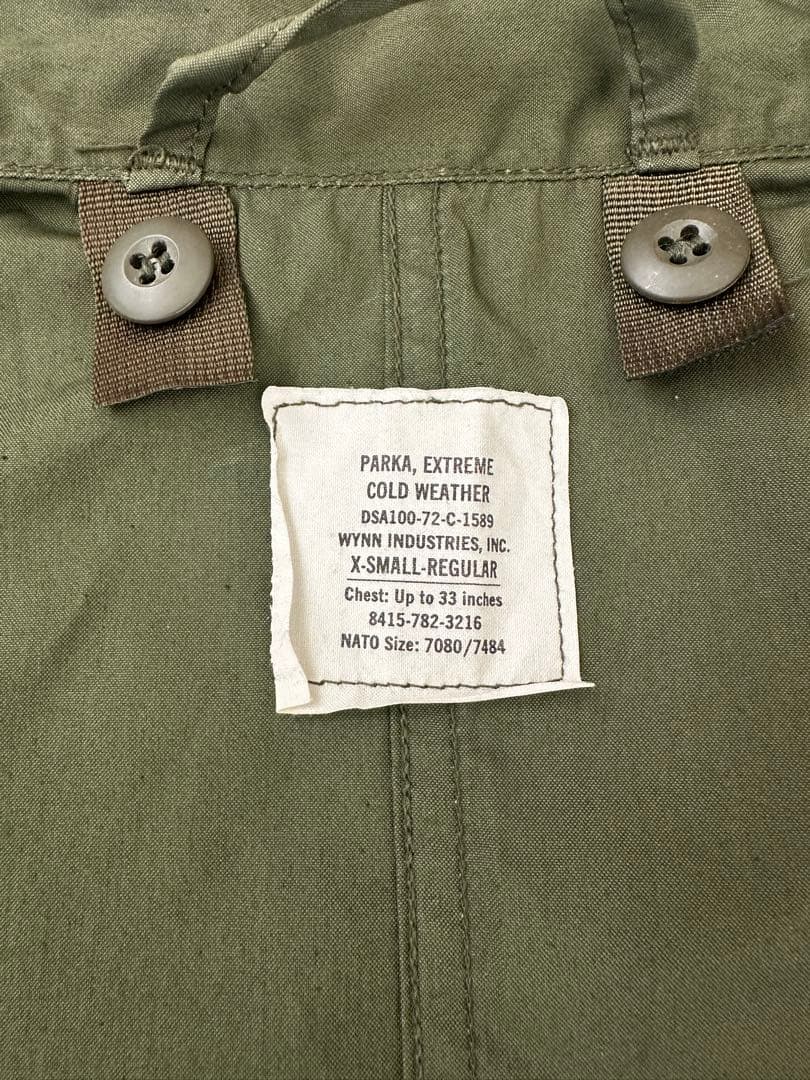 PARKA, EXTREME
COLD WEATHER
DSA100-72-C-1589
WYNN INDUSTRIES, INC.
X-SMALL-REGULAR
Chest: Up to 33 inches
8415-782-3216
NATO Size: 7080/7484